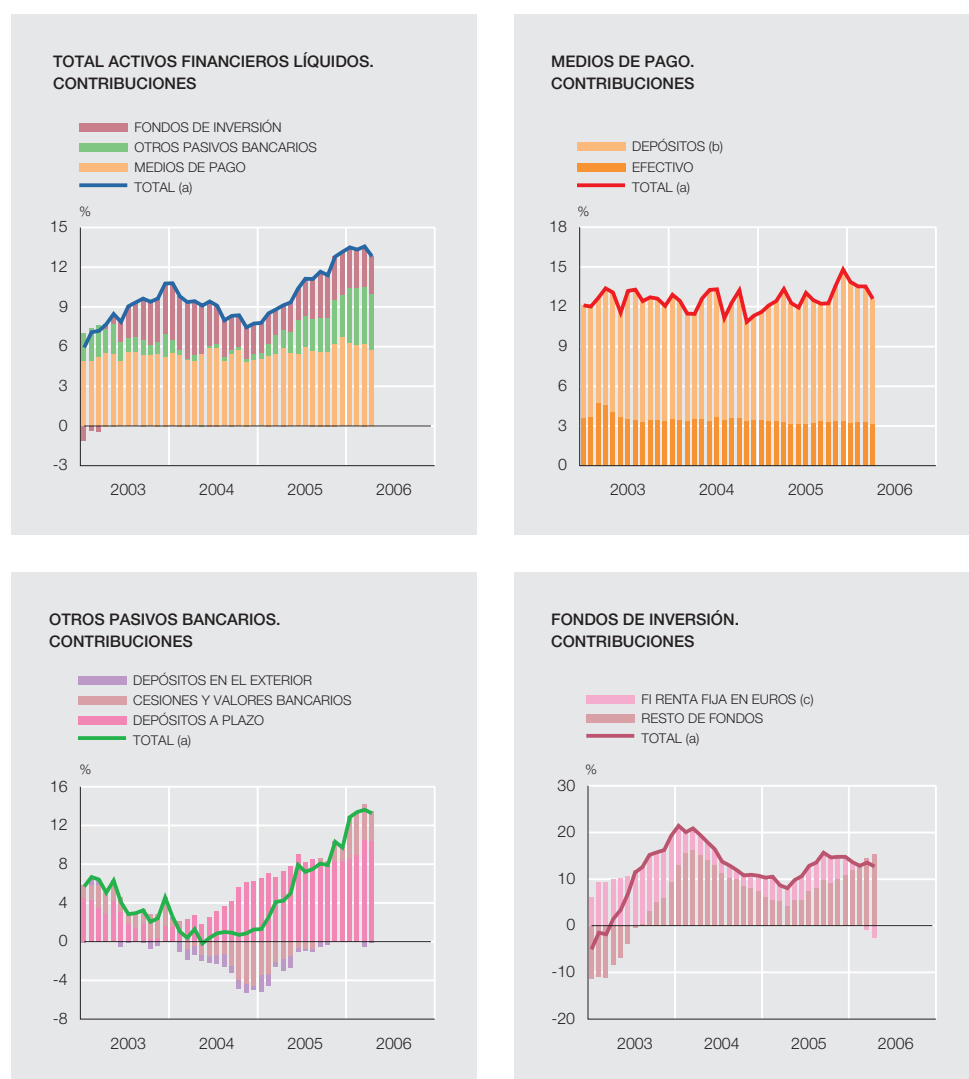 TOTAL ACTIVOS FINANCIEROS LÍQUIDOS.
CONTRIBUCIONES
FONDOS DE INVERSIÓN
OTROS PASIVOS BANCARIOS
MEDIOS DE PAGO
TOTAL (a)
%
15
12
9
6
3
0
-3
2003 2004 2005 2006
MEDIOS DE PAGO.
CONTRIBUCIONES
DEPÓSITOS (b)
EFECTIVO
TOTAL (a)
%
18
15
12
9
6
3
0
2003 2004 2005 2006
OTROS PASIVOS BANCARIOS.
CONTRIBUCIONES
DEPÓSITOS EN EL EXTERIOR
CESIONES Y VALORES BANCARIOS
DEPÓSITOS A PLAZO
TOTAL (a)
%
16
12
8
4
0
-4
-8
2003 2004 2005 2006
FONDOS DE INVERSIÓN.
CONTRIBUCIONES
FI RENTA FIJA EN EUROS (c)
RESTO DE FONDOS
TOTAL (a)
%
30
20
10
0
-10
-20
2003 2004 2005 2006